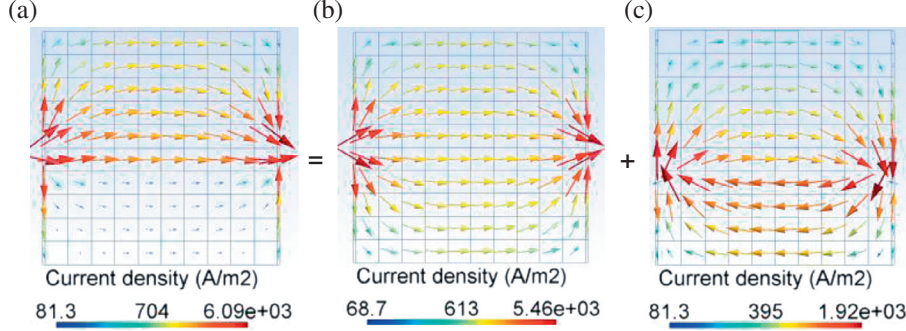 (a) (b) (c)
= +
Current density (A/m2) Current density (A/m2) Current density (A/m2)
81.3 704 6.09e+03 68.7 613 5.46e+03 81.3 395 1.92e+03